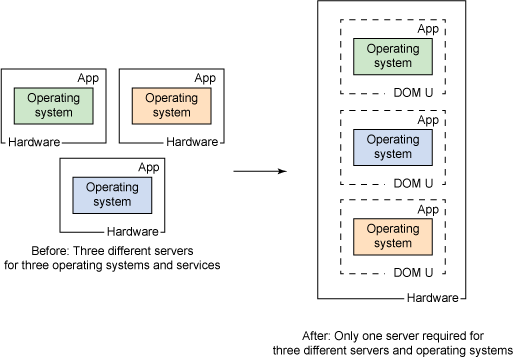 App
Operating
system
Hardware
App
Operating
system
Hardware
App
Operating
system
Hardware
Before: Three different servers
for three operating systems and services
App
Operating
system
DOM U
App
Operating
system
DOM U
App
Operating
system
DOM U
Hardware
After: Only one server required for
three different servers and operating systems